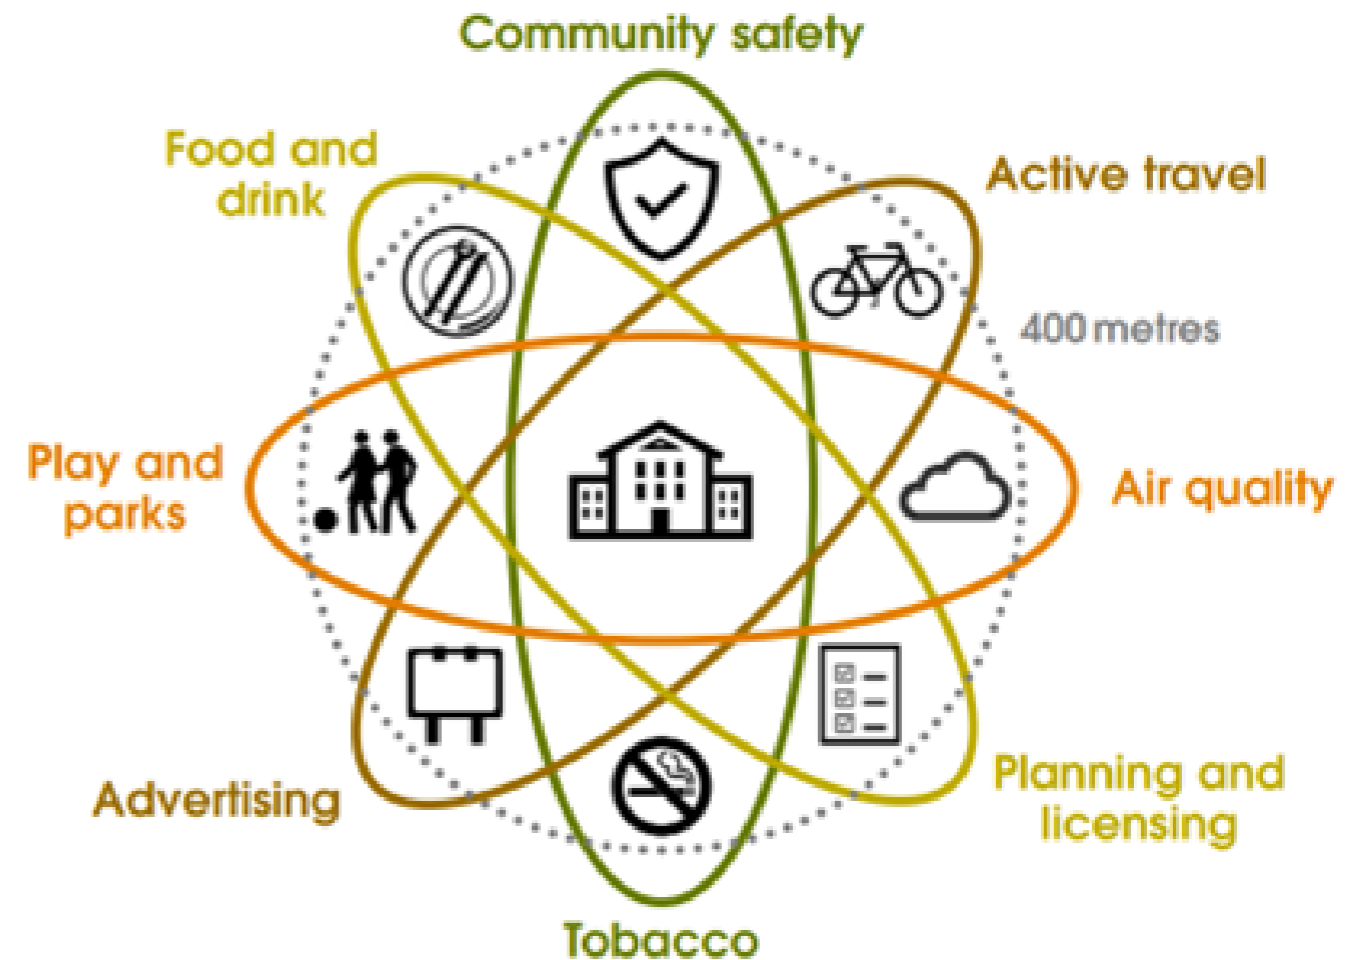 Community safety
Food and
drink
Active travel
400 metres
Play and
parks
Air quality
Advertising
Planning and
licensing
Tobacco